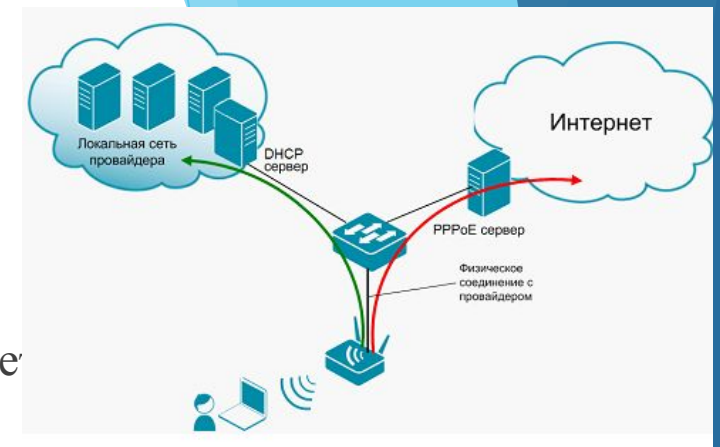 Локальная сеть
провайдера
DHCP
сервер
Интернет
PPPoE сервер
Физическое
соединение с
провайдером